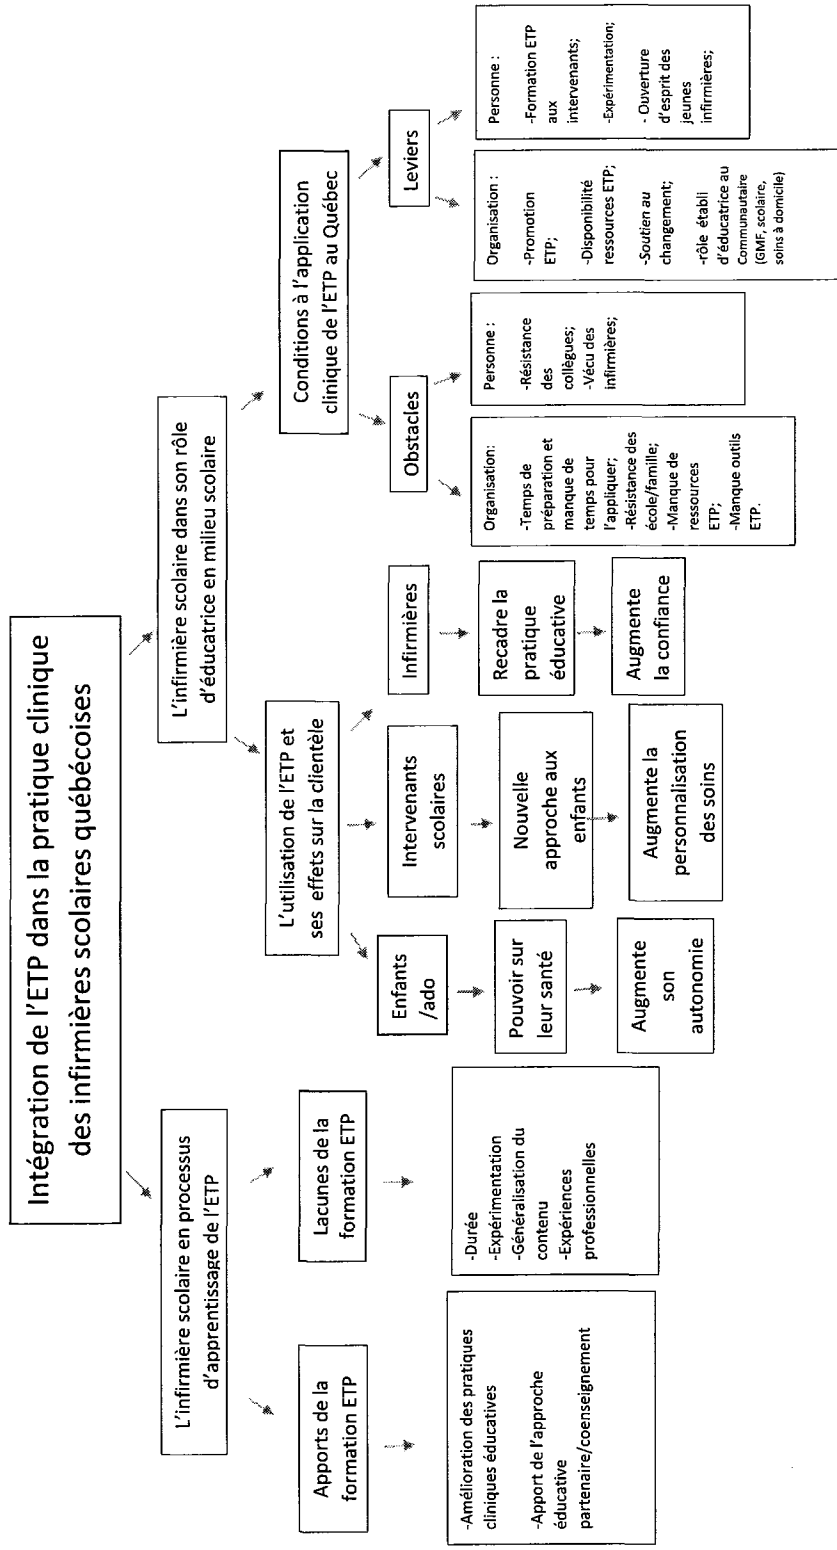 Intégration de l'ETP dans la pratique clinique
des infirmières scolaires québécoises
L'infirmière scolaire en processus
d'apprentissage de l'ETP
Apports de la
formation ETP
-Amélioration des pratiques
cliniques éducatives
-Apport de l'approche
éducative
partenaire/coenseignement
Lacunes de la
formation ETP
-Durée
-Expérimentation
-Généralisation du
contenu
-Expériences
professionnelles
L'infirmière scolaire dans son rôle
d'éducatrice en milieu scolaire
L'utilisation de l'ETP et
ses effets sur la clientèle
Enfants
/ado
Pouvoir sur
leur santé
Augmente
son
autonomie
Intervenants
scolaires
Nouvelle
approche aux
enfants
Augmente la
personnalisation
des soins
Infirmières
Recadre la
pratique
éducative
Augmente
la confiance
Conditions à l'application
clinique de l'ETP au Québec
Obstacles
Organisation:
-Temps de
préparation et
manque de
temps pour
l'appliquer;
-Résistance des
école/famille;
-Manque de
ressources
ETP;
-Manque outils
ETP.
Personne :
-Résistance
des
collègues;
-Vécu des
infirmières;
Leviers
Organisation :
-Promotion
ETP;
-Disponibilité
ressources ETP;
-Soutien au
changement;
-rôle établi
d'éducatrice au
Communautaire
(GMF, scolaire,
soins à domicile)
Personne :
-Formation ETP
aux
intervenants;
-Expérimentation;
- Ouverture
d'esprit des
jeunes
infirmières;